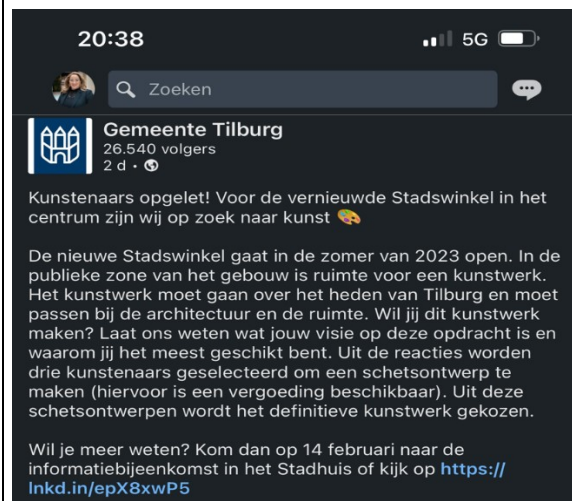 20:38
5G
Zoeken
Gemeente Tilburg
26.540 volgers
2 d •
Kunstenaars opgelet! Voor de vernieuwde Stadswinkel in het
centrum zijn wij op zoek naar kunst 🎨
De nieuwe Stadswinkel gaat in de zomer van 2023 open. In de
publieke zone van het gebouw is ruimte voor een kunstwerk.
Het kunstwerk moet gaan over het heden van Tilburg en moet
passen bij de architectuur en de ruimte. Wil jij dit kunstwerk
maken? Laat ons weten wat jouw visie op deze opdracht is en
waarom jij het meest geschikt bent. Uit de reacties worden
drie kunstenaars geselecteerd om een schetsontwerp te
maken (hiervoor is een vergoeding beschikbaar). Uit deze
schetsontwerpen wordt het definitieve kunstwerk gekozen.
Wil je meer weten? Kom dan op 14 februari naar de
informatiebijeenkomst in het Stadhuis of kijk op https://
lnkd.in/epX8xwP5